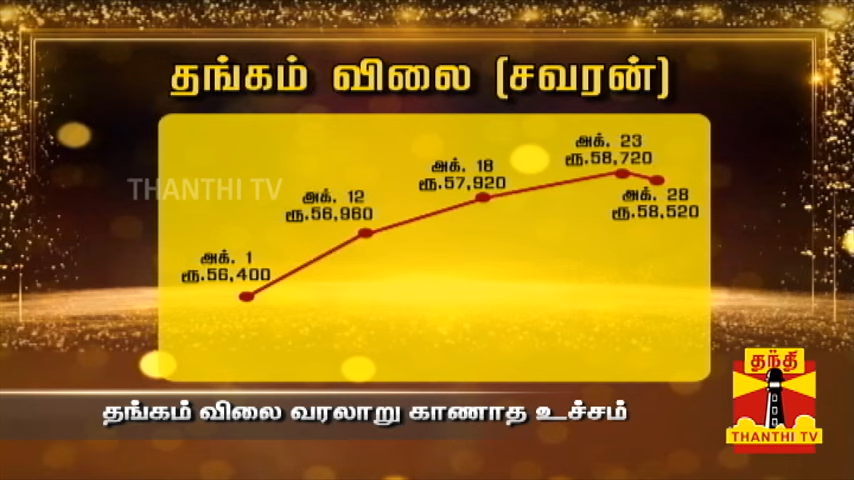 தங்கம் விலை (சவரன்)
அக். 23
ரூ.58,720
அக். 18
ரூ.57,920
THANTHI TV
அக். 12
ரூ.56,960
அக். 28
ரூ.58,520
அக். 1
ரூ.56,400
தந்தி
THANTHI TV
தங்கம் விலை வரலாறு காணாத உச்சம்